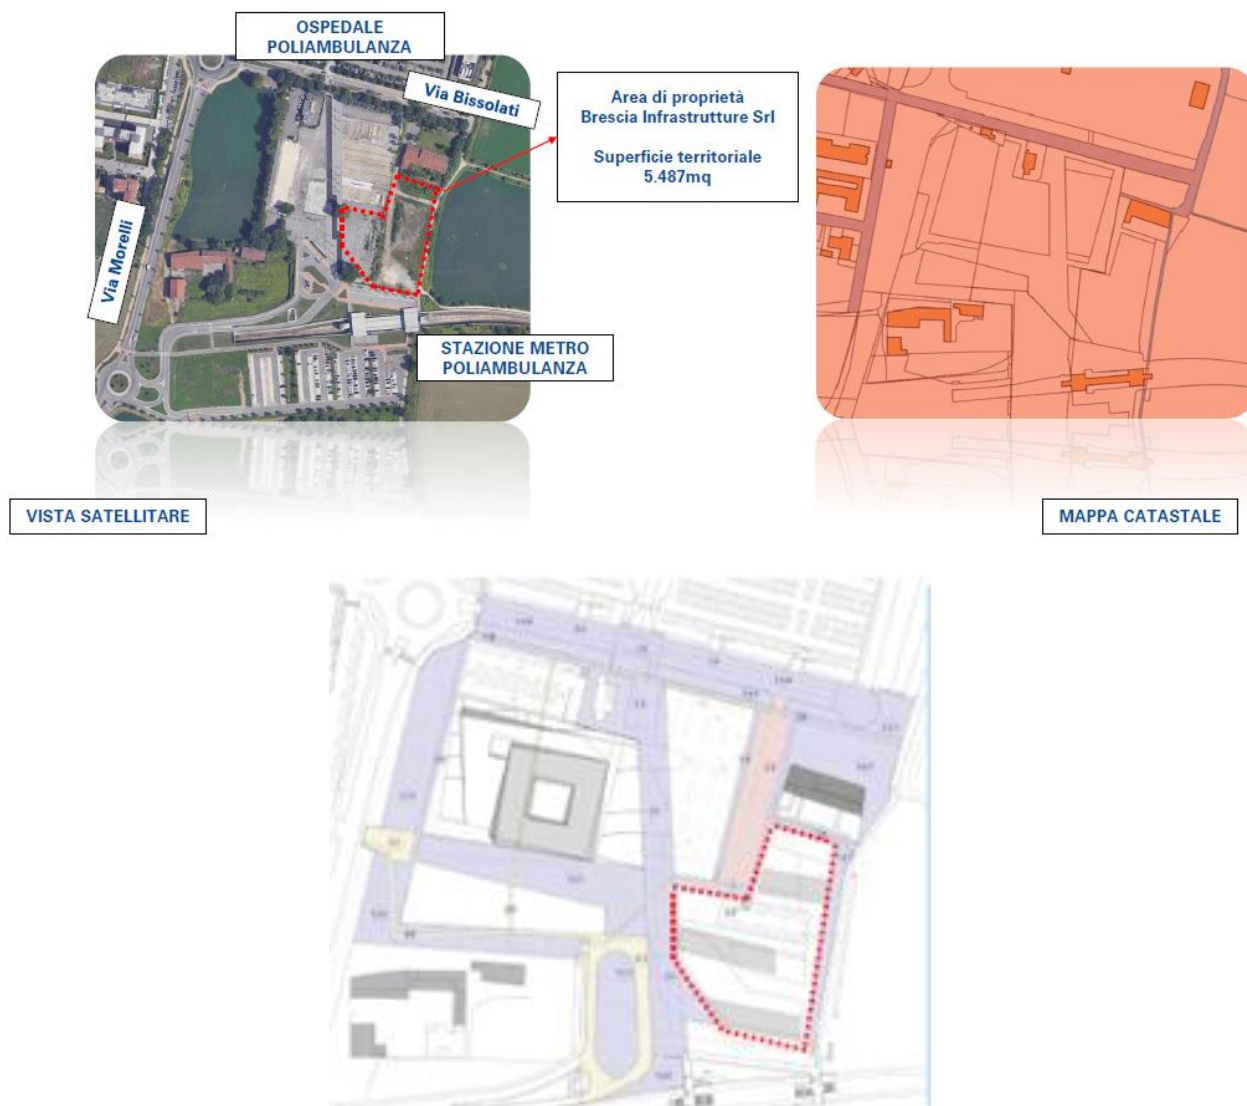 OSPEDALE
POLIAMBULANZA
Via Bissolati
Area di proprietà
Brescia Infrastrutture Srl
Superficie territoriale
5.487mq
Via Morelli
STAZIONE METRO
POLIAMBULANZA
VISTA SATELLITARE
MAPPA CATASTALE